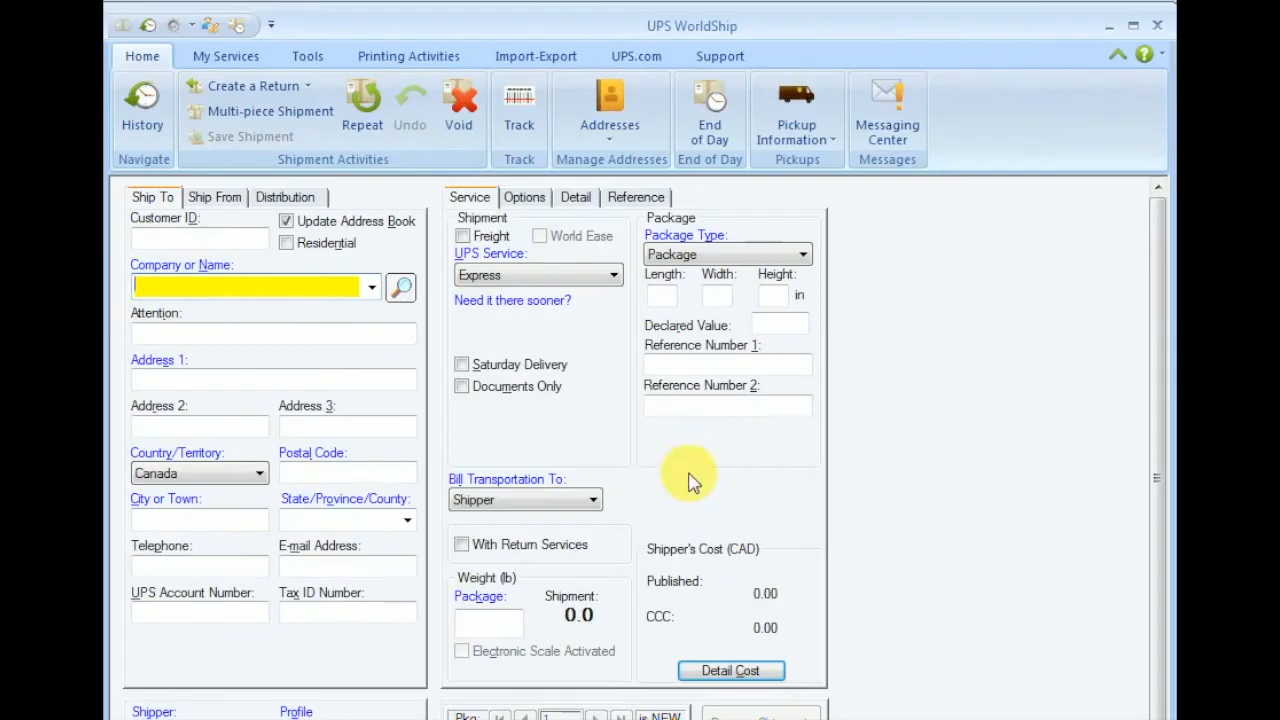 UPS WorldShip
Home My Services Tools Printing Activities Import-Export UPS.com Support
History
Navigate
Create a Return
Multi-piece Shipment
Save Shipment
Repeat
Undo
Void
Shipment Activities
Track
Track
Addresses
Manage Addresses
End
of Day
End of Day
Pickup
Information
Pickups
Messaging
Center
Messages
Ship To Ship From Distribution
Customer ID:
Update Address Book
Residential
Company or Name:
Attention:
Address 1:
Address 2: Address 3:
Country/Territory: Postal Code:
Canada
City or Town: State/Province/County:
Telephone: E-mail Address:
UPS Account Number: Tax ID Number:
Shipper: Profile
Service Options Detail Reference
Shipment
Freight World Ease
UPS Service:
Express
Need it there sooner?
Saturday Delivery
Documents Only
Package
Package Type:
Package
Length: Width: Height:
in
Declared Value:
Reference Number 1:
Reference Number 2:
Bill Transportation To:
Shipper
With Return Services
Weight (lb)
Package: Shipment:
0.0
Electronic Scale Activated
Shipper's Cost (CAD)
Published:
0.00
CCC:
0.00
Detail Cost
Pkg: 1 is NEW